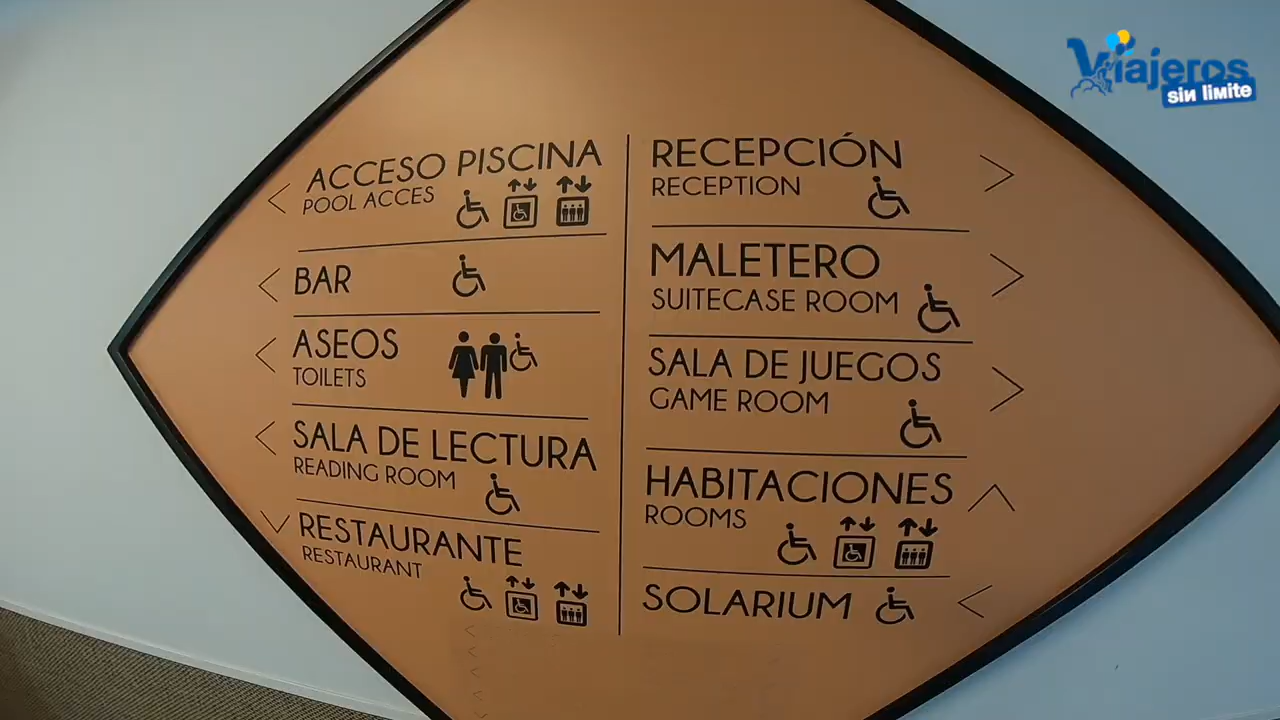 ACCESO PISCINA
POOL ACCES
BAR
ASEOS
TOILETS
SALA DE LECTURA
READING ROOM
RESTAURANTE
RESTAURANT
RECEPCIÓN
RECEPTION
MALETERO
SUITECASE ROOM
SALA DE JUEGOS
GAME ROOM
HABITACIONES
ROOMS
SOLARIUM
Viajeros
sin limite